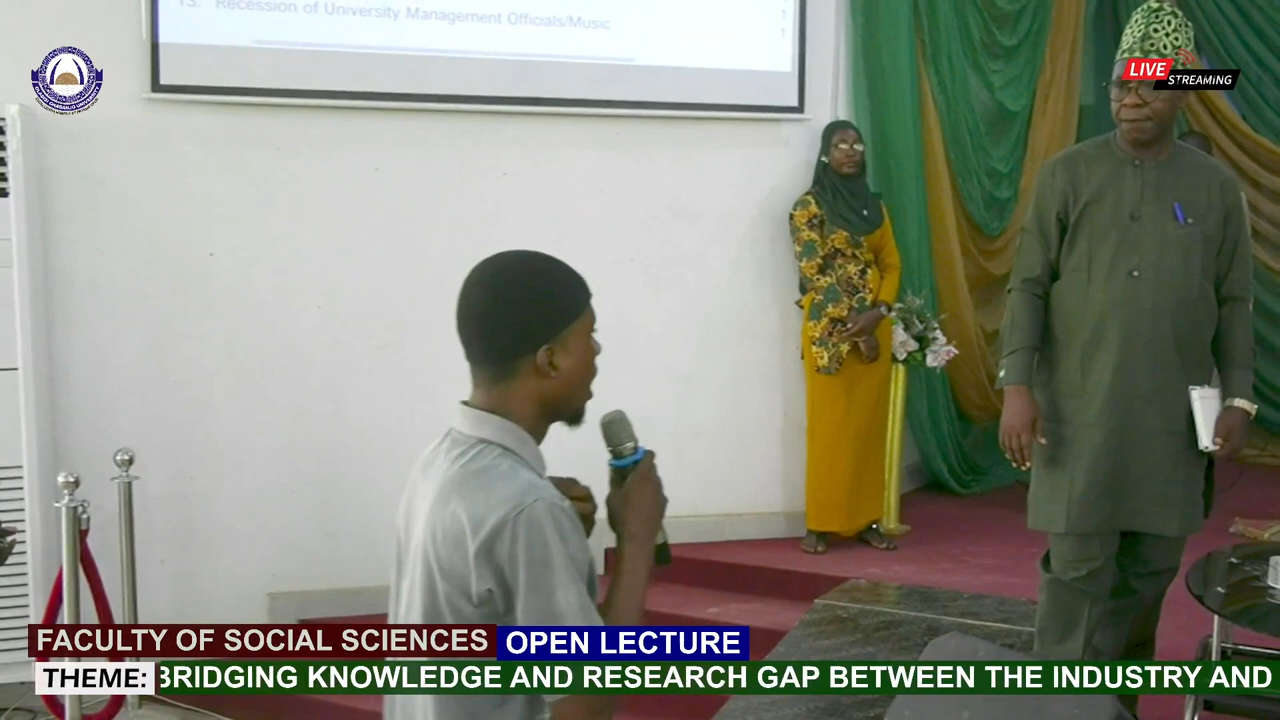 13. Recession of University Management Officials/Music
LIVE
STREAMING
FACULTY OF SOCIAL SCIENCES OPEN LECTURE
THEME: BRIDGING KNOWLEDGE AND RESEARCH GAP BETWEEN THE INDUSTRY AND